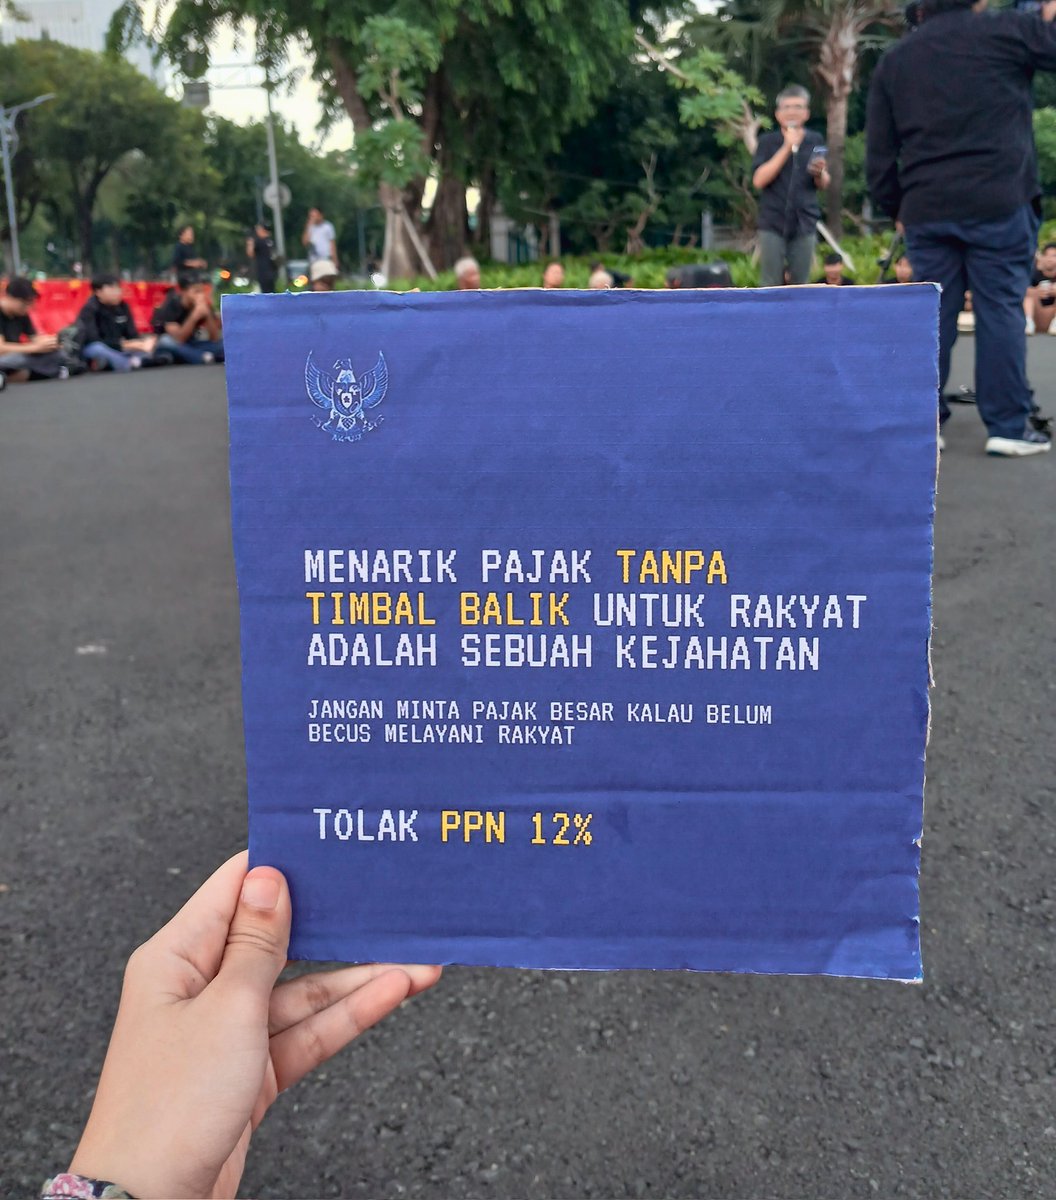 MENARIK PAJAK TANPA
TIMBAL BALIK UNTUK RAKYAT
ADALAH SEBUAH KEJAHATAN
JANGAN MINTA PAJAK BESAR KALAU BELUM
BECUS MELAYANI RAKYAT
TOLAK PPN 12%